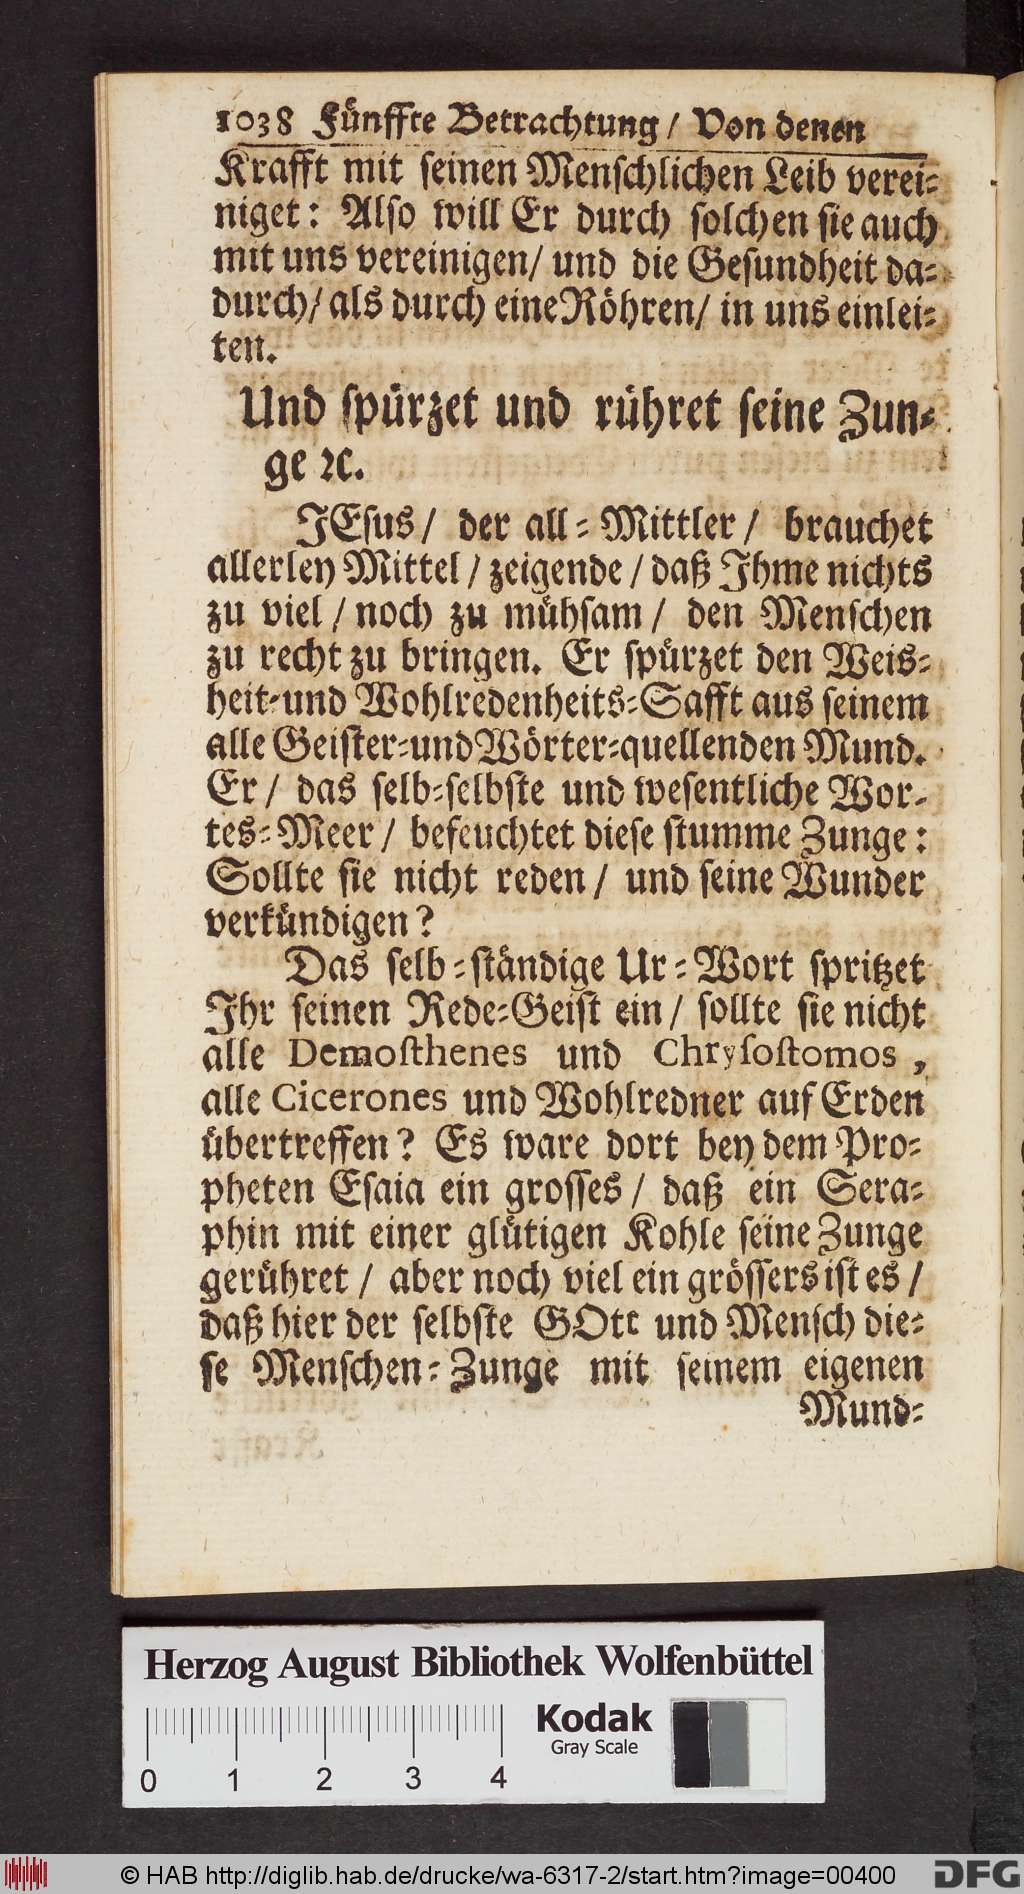 1038 Fünffte Betrachtung / Von denen
Krafft mit seinen Menschlichen Leib verei-
niget: Also will Er durch solchen sie auch
mit uns vereinigen/ und die Gesundheit da-
durch/ als durch eine Röhren/ in uns einlei-
ten.
Und spürzet und rühret seine Zun-
ge ꝛc.
JEsus / der all-Mittler / brauchet
allerley Mittel / zeigende / daß Ihme nichts
zu viel / noch zu mühsam / den Menschen
zu recht zu bringen. Er spürzet den Weis-
heit-und Wohlredenheits-Safft aus seinem
alle Geister-und Wörter-quellenden Mund.
Er / das selb-selbste und wesentliche Wor-
tes-Meer / befeuchtet diese stumme Zunge:
Sollte sie nicht reden / und seine Wunder
verkündigen?
Das selb-ständige Ur-Wort spritzet
Ihr seinen Rede-Geist ein / sollte sie nicht
alle Demosthenes und Chrysostomos,
alle Cicerones und Wohlredner auf Erden
übertreffen? Es ware dort bey dem Pro-
pheten Esaia ein grosses / daß ein Sera-
phin mit einer glütigen Kohle seine Zunge
gerühret / aber noch viel ein grössers ist es /
daß hier der selbste GOtt und Mensch die-
se Menschen-Zunge mit seinem eigenen
Mund-
Herzog August Bibliothek Wolfenbüttel
Kodak
Gray Scale
0 1 2 3 4
© HAB http://diglib.hab.de/drucke/wa-6317-2/start.htm?image=00400
DFG